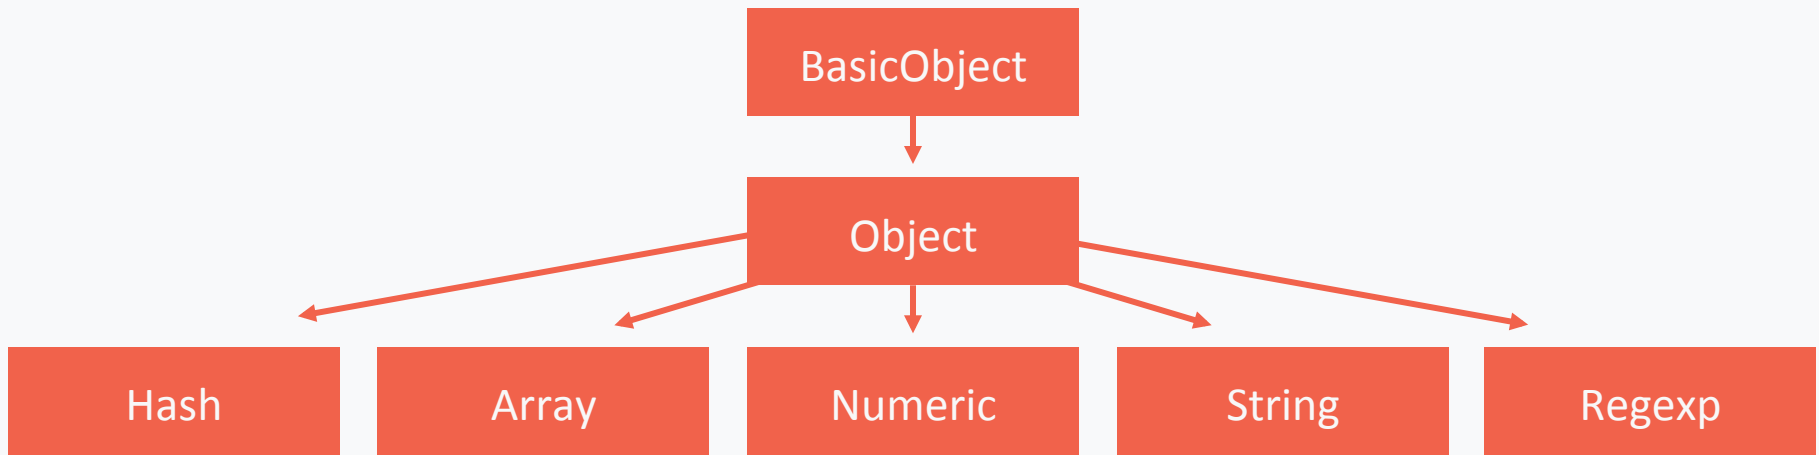 BasicObject
Object
Hash
Array
Numeric
String
Regexp